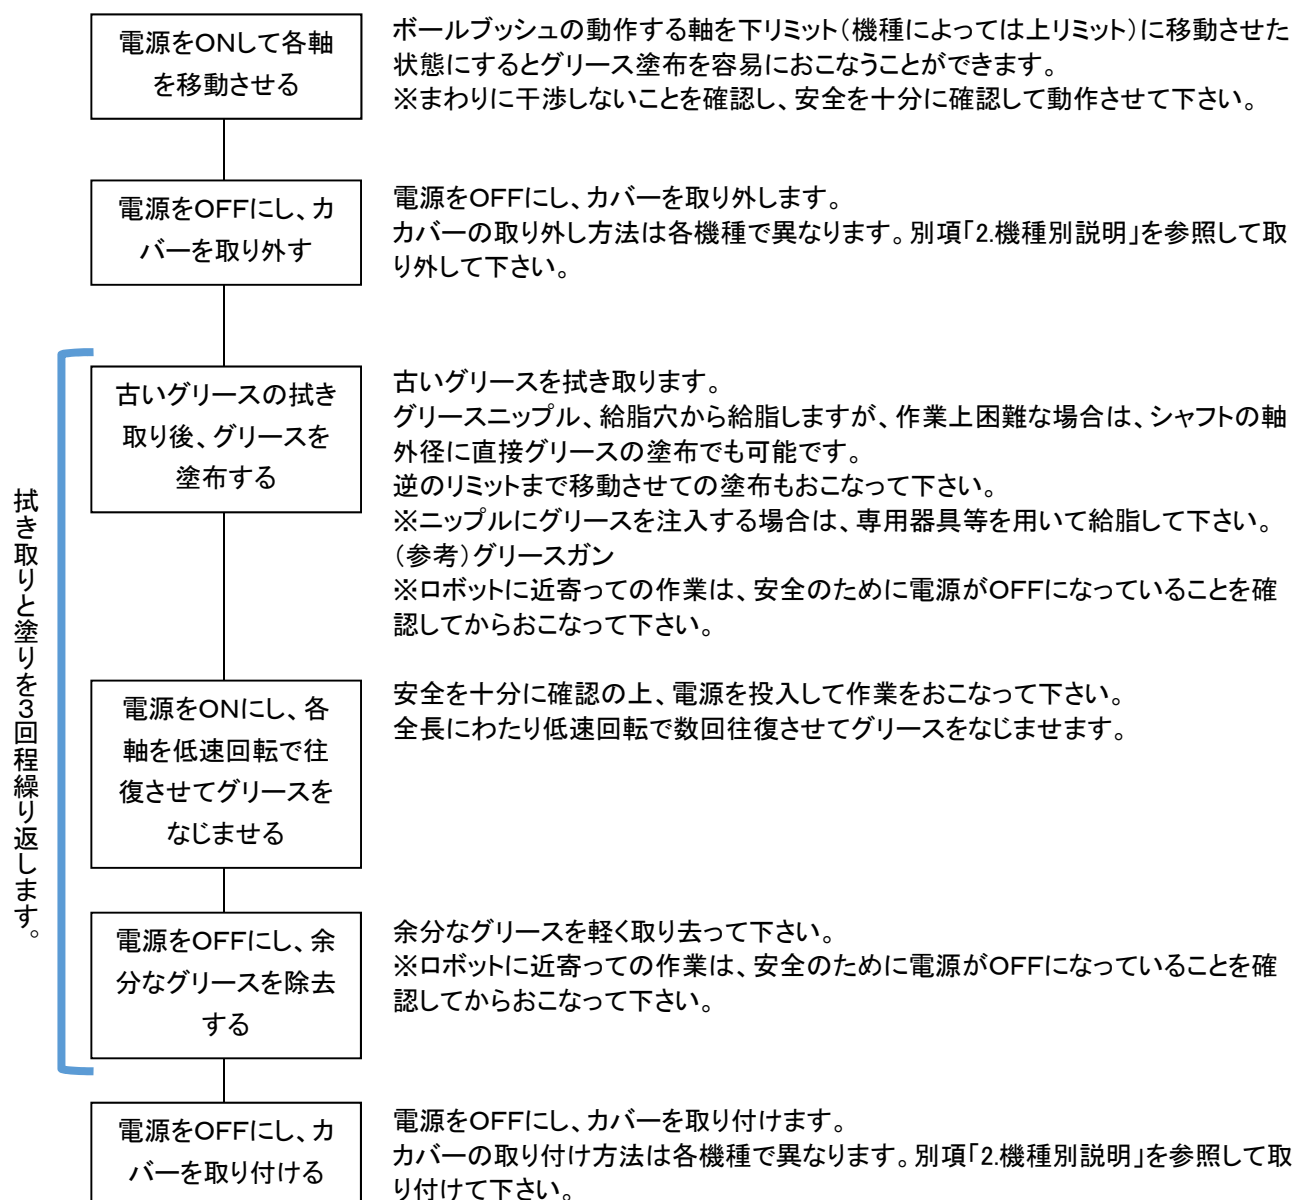 電源をONして各軸
を移動させる
ボールブッシュの動作する軸を下リミット(機種によっては上リミット)に移動させた
状態にするとグリース塗布を容易におこなうことができます。
※まわりに干渉しないことを確認し、安全を十分に確認して動作させて下さい。
電源をOFFにし、カ
バーを取り外す
電源をOFFにし、カバーを取り外します。
カバーの取り外し方法は各機種で異なります。別項「2.機種別説明」を参照して取
り外して下さい。
拭き取りと塗りを3回程繰り返します。
古いグリースの拭き
取り後、グリースを
塗布する
古いグリースを拭き取ります。
グリースニップル、給脂穴から給脂しますが、作業上困難な場合は、シャフトの軸
外径に直接グリースの塗布でも可能です。
逆のリミットまで移動させての塗布もおこなって下さい。
※ニップルにグリースを注入する場合は、専用器具等を用いて給脂して下さい。
(参考)グリースガン
※ロボットに近寄っての作業は、安全のために電源がOFFになっていることを確
認してからおこなって下さい。
電源をONにし、各
軸を低速回転で往
復させてグリースを
なじませる
安全を十分に確認の上、電源を投入して作業をおこなって下さい。
全長にわたり低速回転で数回往復させてグリースをなじませます。
電源をOFFにし、余
分なグリースを除去
する
余分なグリースを軽く取り去って下さい。
※ロボットに近寄っての作業は、安全のために電源がOFFになっていることを確
認してからおこなって下さい。
電源をOFFにし、カ
バーを取り付ける
電源をOFFにし、カバーを取り付けます。
カバーの取り付け方法は各機種で異なります。別項「2.機種別説明」を参照して取
り付けて下さい。